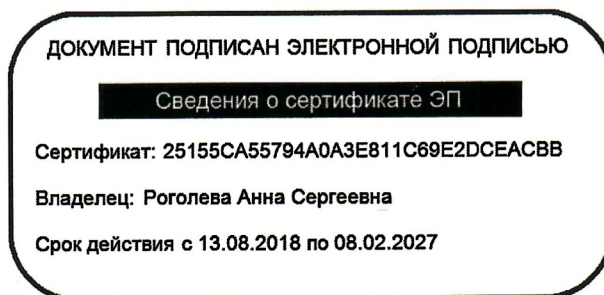 ДОКУМЕНТ ПОДПИСАН ЭЛЕКТРОННОЙ ПОДПИСЬЮ
Сведения о сертификате ЭП
Сертификат: 25155CA55794A0A3E811C69E2DCEACBB
Владелец: Роголева Анна Сергеевна
Срок действия с 13.08.2018 по 08.02.2027